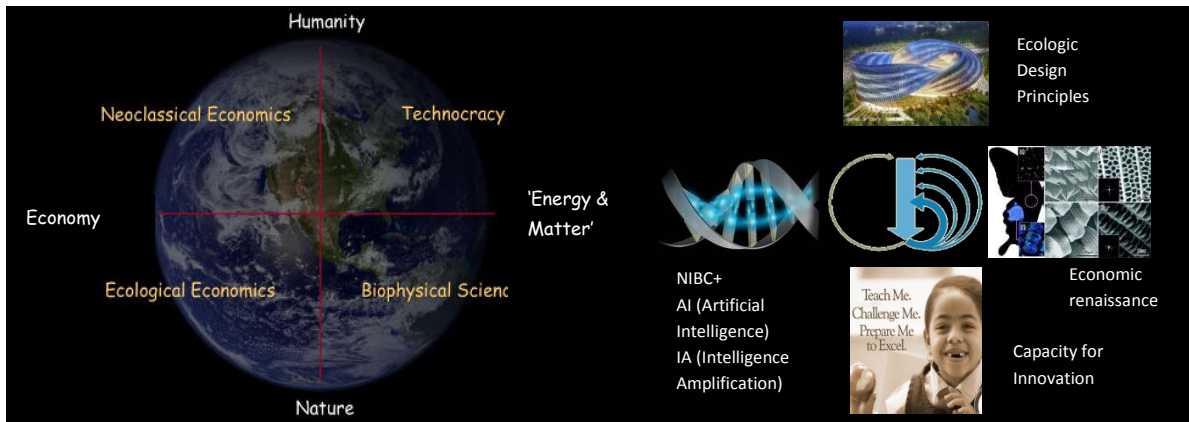 Humanity
Neoclassical Economics
Technocracy
Economy
'Energy &
Matter'
Ecological Economics
Biophysical Scienc
Nature
Ecologic
Design
Principles
NIBC+
AI (Artificial
Intelligence)
IA (Intelligence
Amplification)
Teach Me.
Challenge Me.
Prepare Me
to Excel.
Economic
renaissance
Capacity for
Innovation